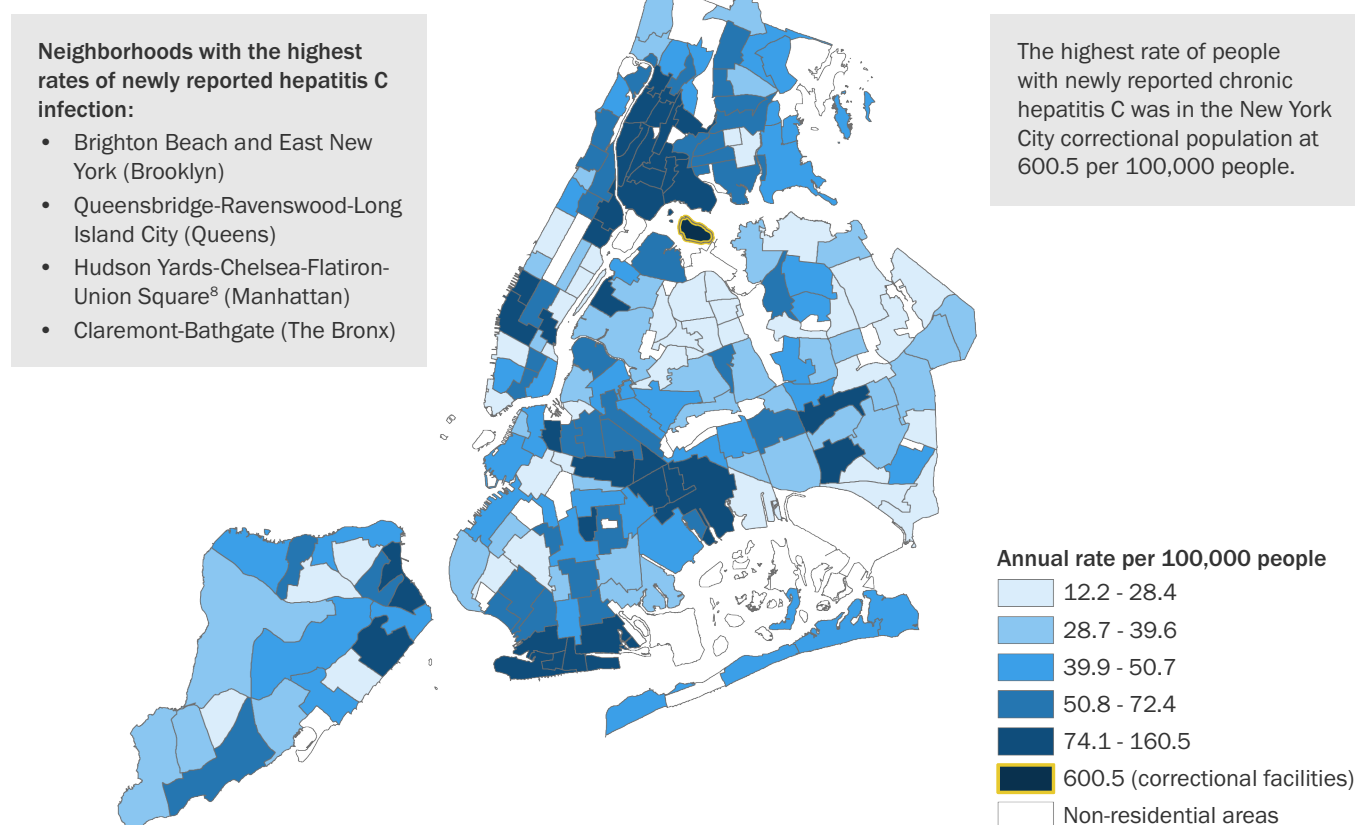 Neighborhoods with the highest
rates of newly reported hepatitis C
infection:
• Brighton Beach and East New
York (Brooklyn)
• Queensbridge-Ravenswood-Long
Island City (Queens)
• Hudson Yards-Chelsea-Flatiron-
Union Square⁸ (Manhattan)
• Claremont-Bathgate (The Bronx)
The highest rate of people
with newly reported chronic
hepatitis C was in the New York
City correctional population at
600.5 per 100,000 people.
Annual rate per 100,000 people
12.2 - 28.4
28.7 - 39.6
39.9 - 50.7
50.8 - 72.4
74.1 - 160.5
600.5 (correctional facilities)
Non-residential areas